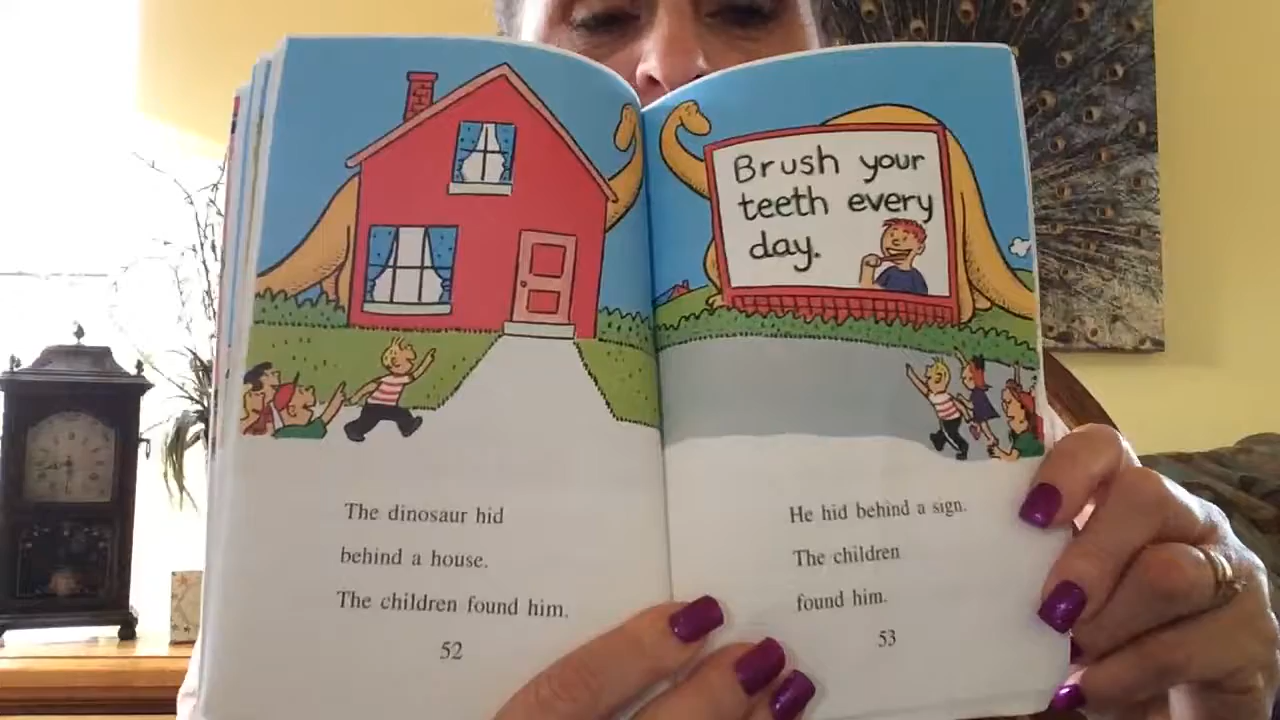 The dinosaur hid
behind a house.
The children found him.
52
Brush your
teeth every
day.
He hid behind a sign.
The children
found him.
53